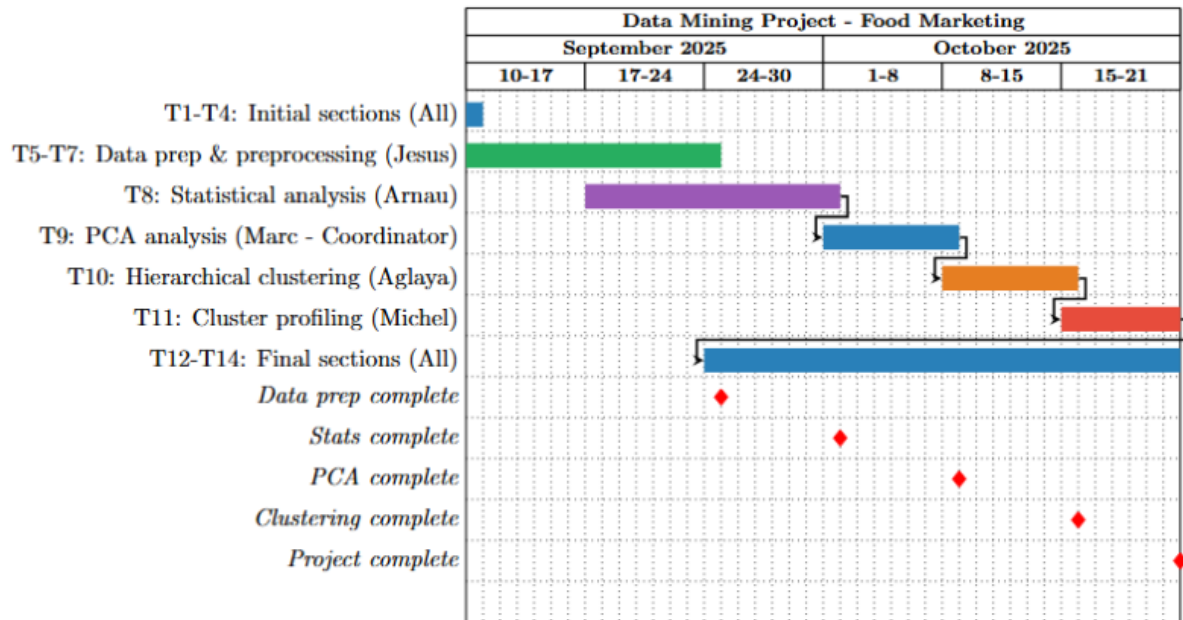 Data Mining Project - Food Marketing
September 2025 October 2025
10-17 17-24 24-30 1-8 8-15 15-21
T1-T4: Initial sections (All)
T5-T7: Data prep & preprocessing (Jesus)
T8: Statistical analysis (Arnau)
T9: PCA analysis (Marc - Coordinator)
T10: Hierarchical clustering (Aglaya)
T11: Cluster profiling (Michel)
T12-T14: Final sections (All)
Data prep complete
Stats complete
PCA complete
Clustering complete
Project complete